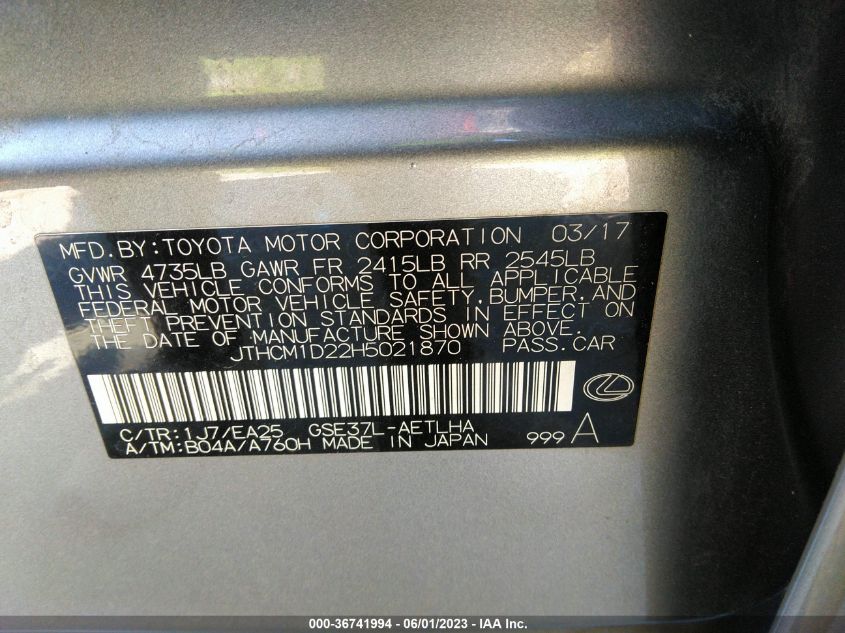 MFD.BY:TOYOTA MOTOR CORPORATION 03/17
GVWR 4735LB GAWR FR 2415LB RR 2545LB
THIS VEHICLE CONFORMS TO ALL APPLICABLE
FEDERAL MOTOR VEHICLE SAFETY,BUMPER,AND
THEFT PREVENTION STANDARDS IN EFFECT ON
THE DATE OF MANUFACTURE SHOWN ABOVE.
JTHCM1D22H5021870 PASS.CAR
C/TR:1J7/EA25 GSE37L-AETLHA
A/TM:B04A/A760H MADE IN JAPAN 999 A
000-36741994 - 06/01/2023 - IAA Inc.